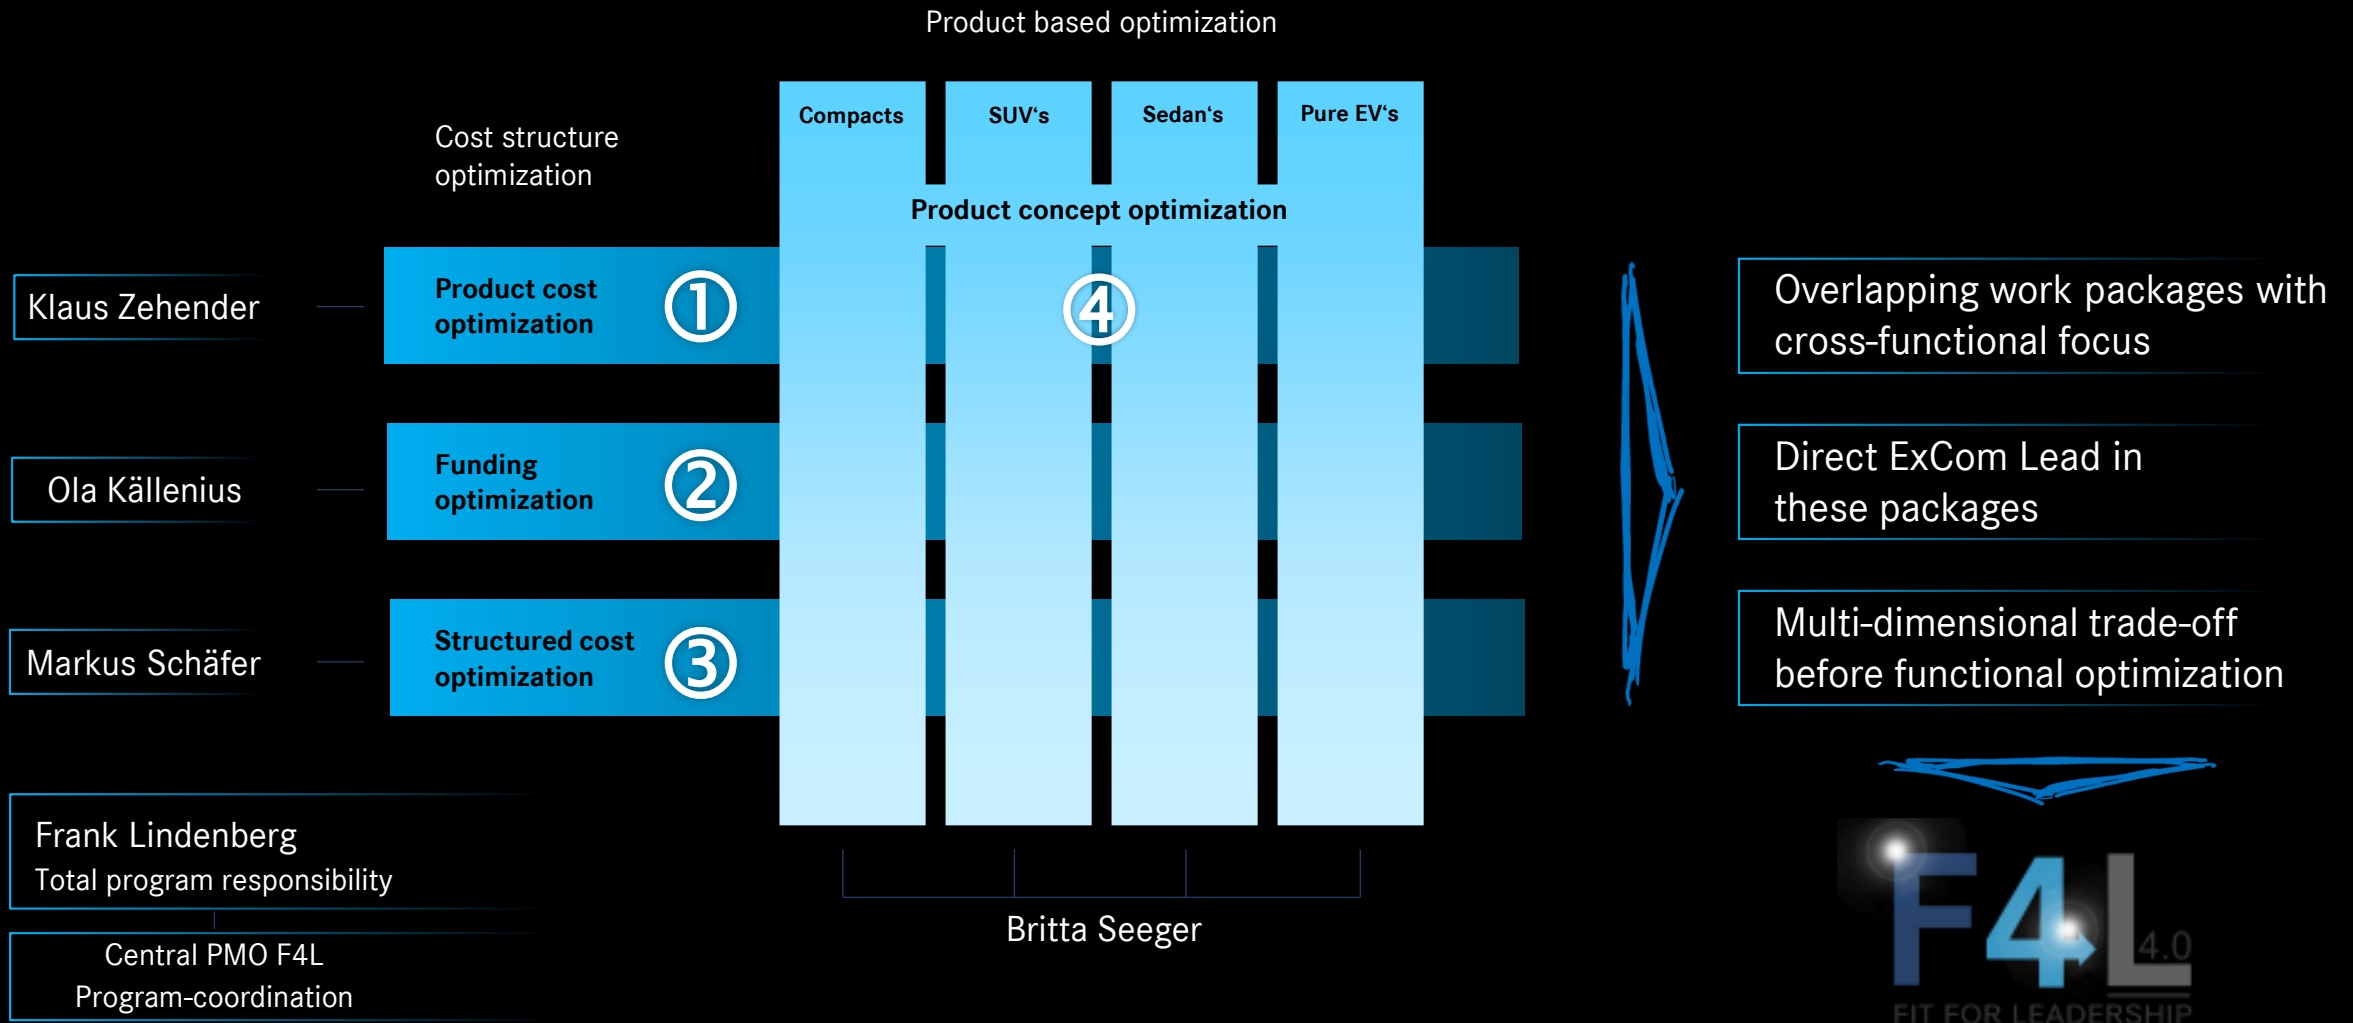 Product based optimization
Cost structure
optimization
Compacts
SUV‘s
Sedan‘s
Pure EV‘s
Product concept optimization
Klaus Zehender
Product cost
optimization
①
④
Ola Källenius
Funding
optimization
②
Markus Schäfer
Structured cost
optimization
③
Overlapping work packages with
cross-functional focus
Direct ExCom Lead in
these packages
Multi-dimensional trade-off
before functional optimization
Frank Lindenberg
Total program responsibility
Central PMO F4L
Program-coordination
Britta Seeger
F4L
4.0
FIT FOR LEADERSHIP